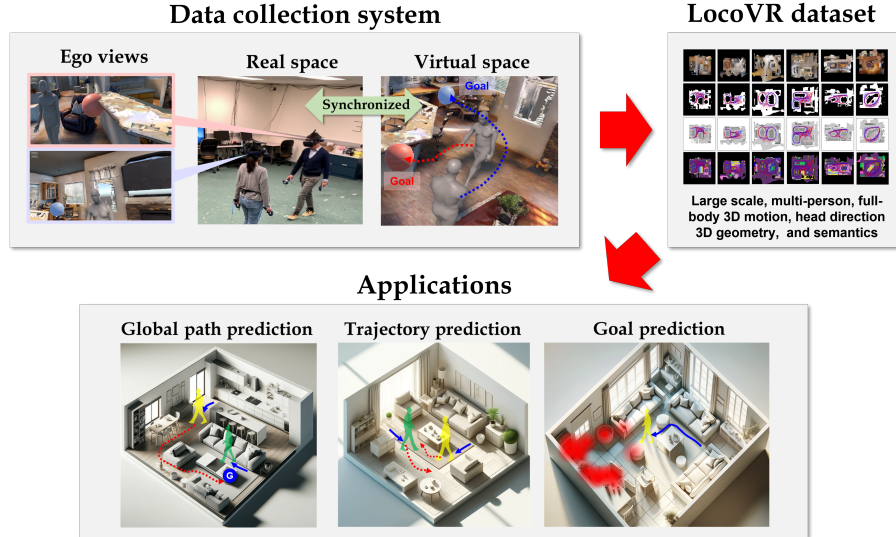 Data collection system
LocoVR dataset
Ego views
Real space
Virtual space
Synchronized
Goal
Goal
Large scale, multi-person, full-
body 3D motion, head direction
3D geometry,  and semantics
Applications
Global path prediction
Trajectory prediction
Goal prediction
G